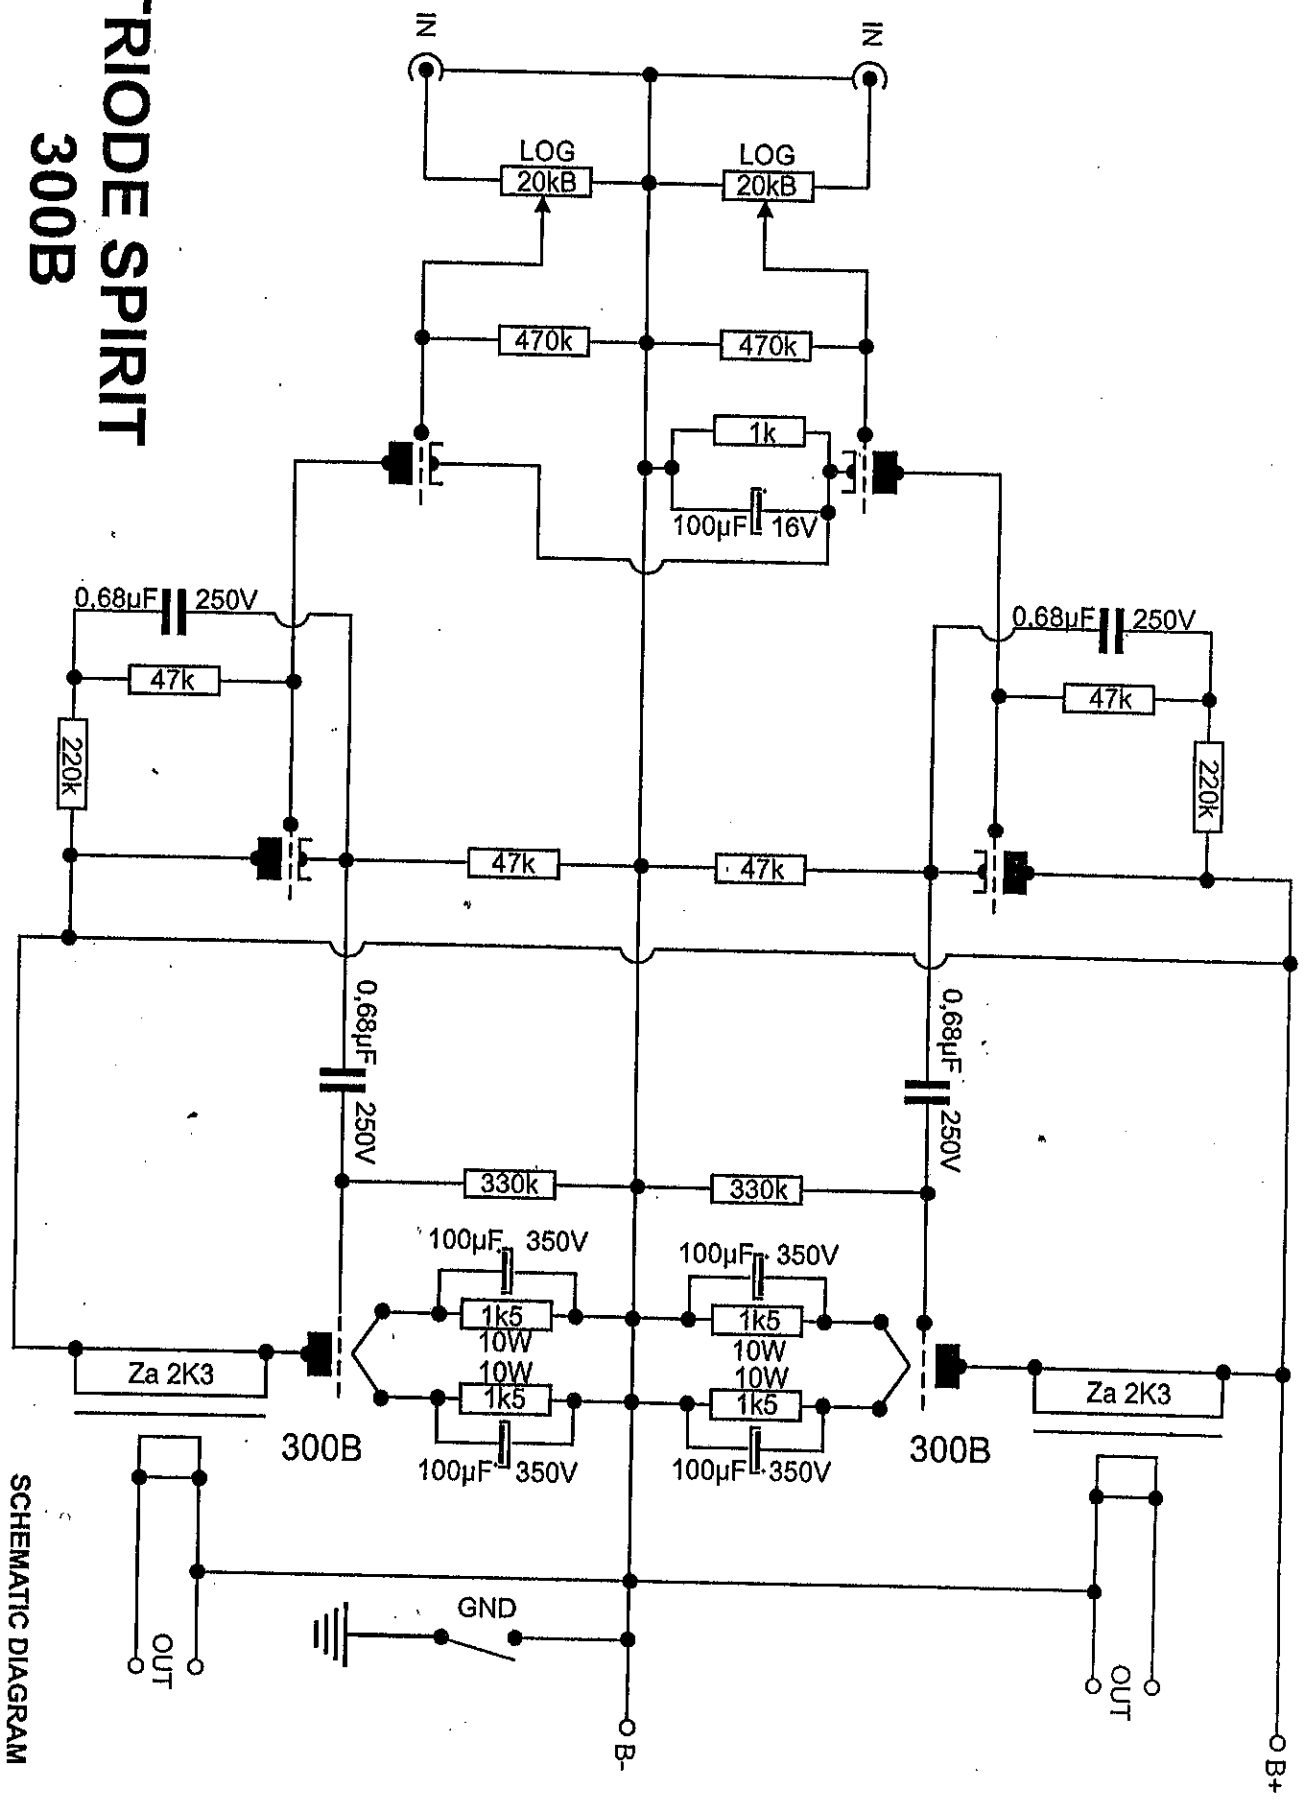 TRIODE SPIRIT
300B
IN
IN
LOG
20kB
LOG
20kB
470k
470k
1k
100µF 16V
0.68µF 250V
0.68µF 250V
47k
47k
220k
220k
47k
47k
0,68µF 250V
0,68µF 250V
330k
330k
100µF 350V
100µF 350V
1k5
10W
10W
1k5
1k5
10W
10W
1k5
Za 2K3
Za 2K3
300B
300B
100µF 350V
100µF 350V
GND
OUT
OUT
B-
B+
SCHEMATIC DIAGRAM